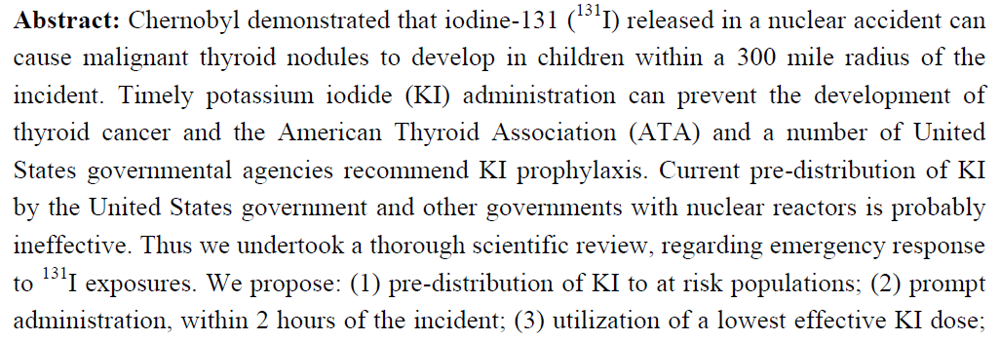 Abstract: Chernobyl demonstrated that iodine-131 (¹³¹I) released in a nuclear accident can
cause malignant thyroid nodules to develop in children within a 300 mile radius of the
incident. Timely potassium iodide (KI) administration can prevent the development of
thyroid cancer and the American Thyroid Association (ATA) and a number of United
States governmental agencies recommend KI prophylaxis. Current pre-distribution of KI
by the United States government and other governments with nuclear reactors is probably
ineffective. Thus we undertook a thorough scientific review, regarding emergency response
to ¹³¹I exposures. We propose: (1) pre-distribution of KI to at risk populations; (2) prompt
administration, within 2 hours of the incident; (3) utilization of a lowest effective KI dose;